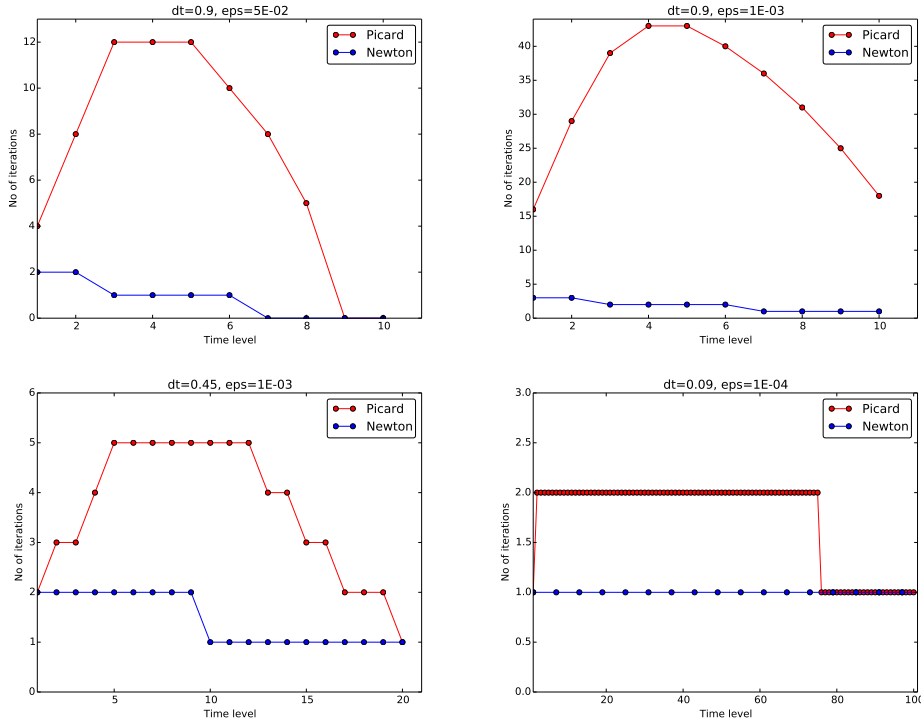 dt=0.9, eps=5E-02
No of iterations
12
10
8
6
4
2
0
Picard
Newton
2
4
6
8
10
Time level
dt=0.9, eps=1E-03
No of iterations
40
35
30
25
20
15
10
5
0
Picard
Newton
2
4
6
8
10
Time level
dt=0.45, eps=1E-03
No of iterations
6
5
4
3
2
1
0
Picard
Newton
5
10
15
20
Time level
dt=0.09, eps=1E-04
No of iterations
3.0
2.5
2.0
1.5
1.0
0.5
0.0
Picard
Newton
20
40
60
80
100
Time level